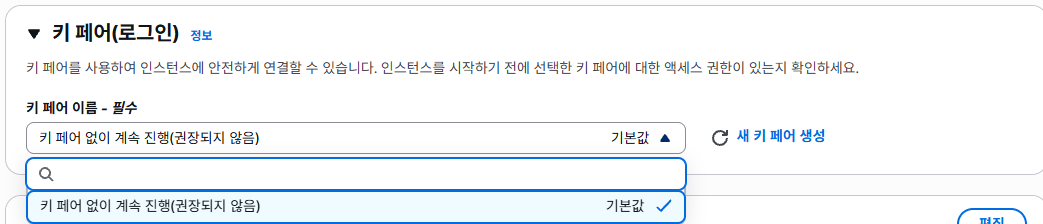 ▼ 키 페어(로그인) 정보
키 페어를 사용하여 인스턴스에 안전하게 연결할 수 있습니다. 인스턴스를 시작하기 전에 선택한 키 페어에 대한 액세스 권한이 있는지 확인하세요.
키 페어 이름 - 필수
키 페어 없이 계속 진행(권장되지 않음) 기본값 ▲ 새 키 페어 생성
키 페어 없이 계속 진행(권장되지 않음) 기본값
편집